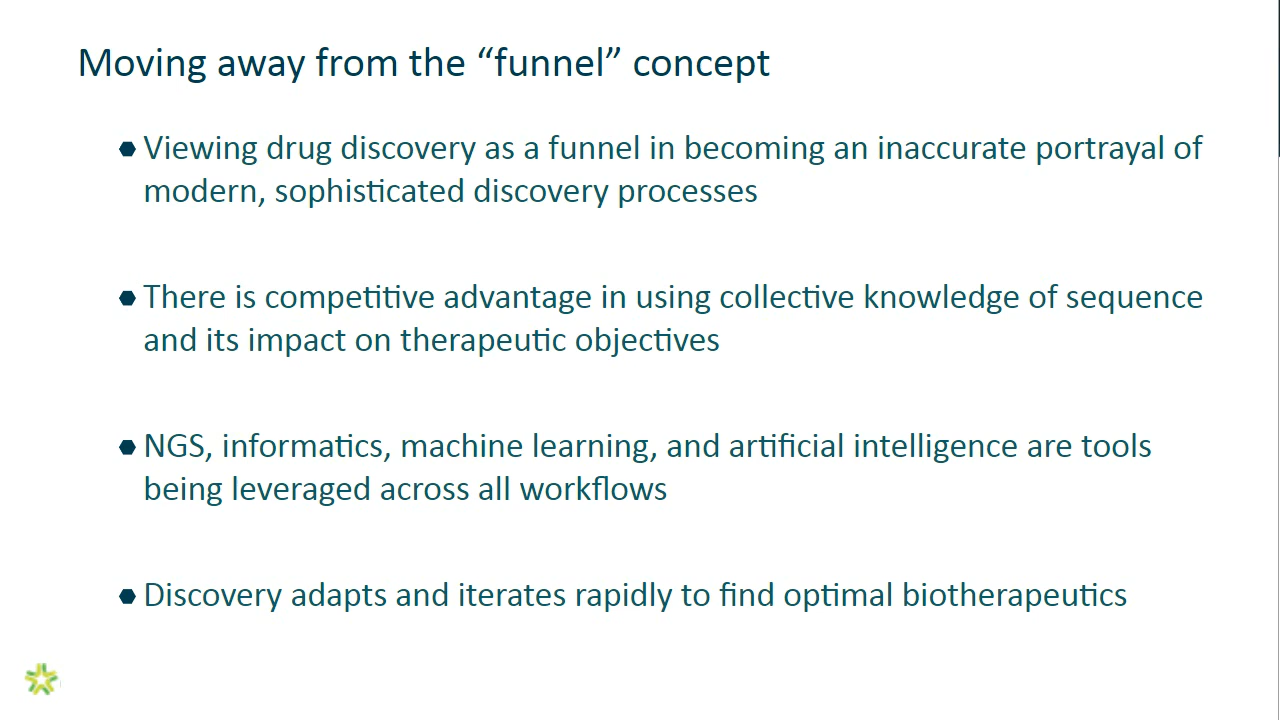 Moving away from the “funnel” concept
Viewing drug discovery as a funnel in becoming an inaccurate portrayal of
modern, sophisticated discovery processes
There is competitive advantage in using collective knowledge of sequence
and its impact on therapeutic objectives
NGS, informatics, machine learning, and artificial intelligence are tools
being leveraged across all workflows
Discovery adapts and iterates rapidly to find optimal biotherapeutics